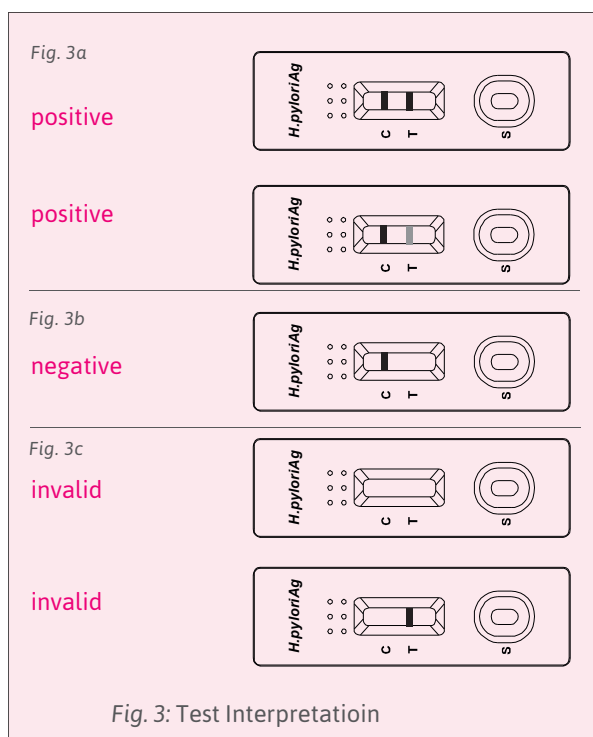 Fig. 3a
positive
H.pyloriAg
C T
S
positive
H.pyloriAg
C T
S
Fig. 3b
negative
H.pyloriAg
C T
S
Fig. 3c
invalid
H.pyloriAg
C T
S
invalid
H.pyloriAg
C T
S
Fig. 3: Test Interpretatioin